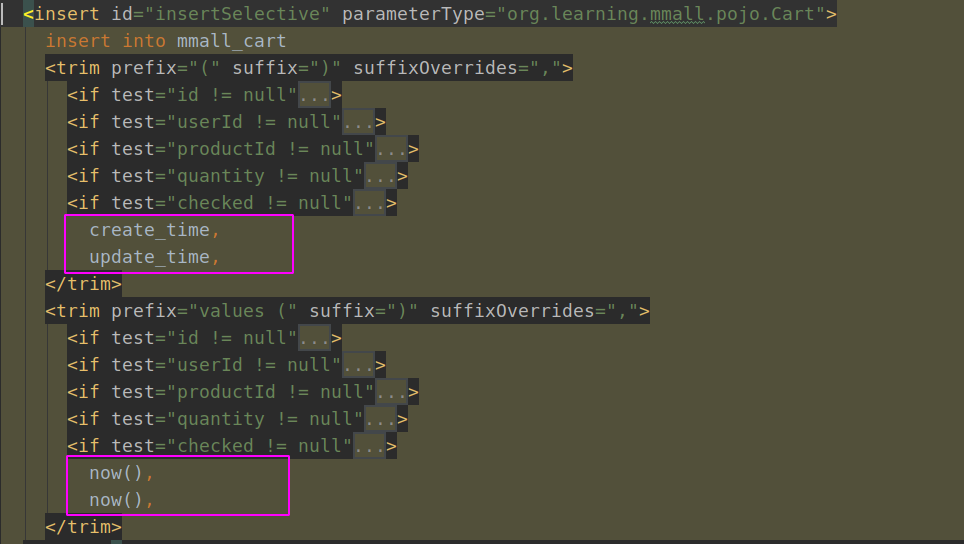 <insert id="insertSelective" parameterType="org.learning.mmall.pojo.Cart">
insert into mmall_cart
<trim prefix="(" suffix=")" suffixOverrides=",">
<if test="id != null"...>
<if test="userId != null"...>
<if test="productId != null"...>
<if test="quantity != null"...>
<if test="checked != null"...>
create_time,
update_time,
</trim>
<trim prefix="values (" suffix=")" suffixOverrides=",">
<if test="id != null"...>
<if test="userId != null"...>
<if test="productId != null"...>
<if test="quantity != null"...>
<if test="checked != null"...>
now(),
now(),
</trim>